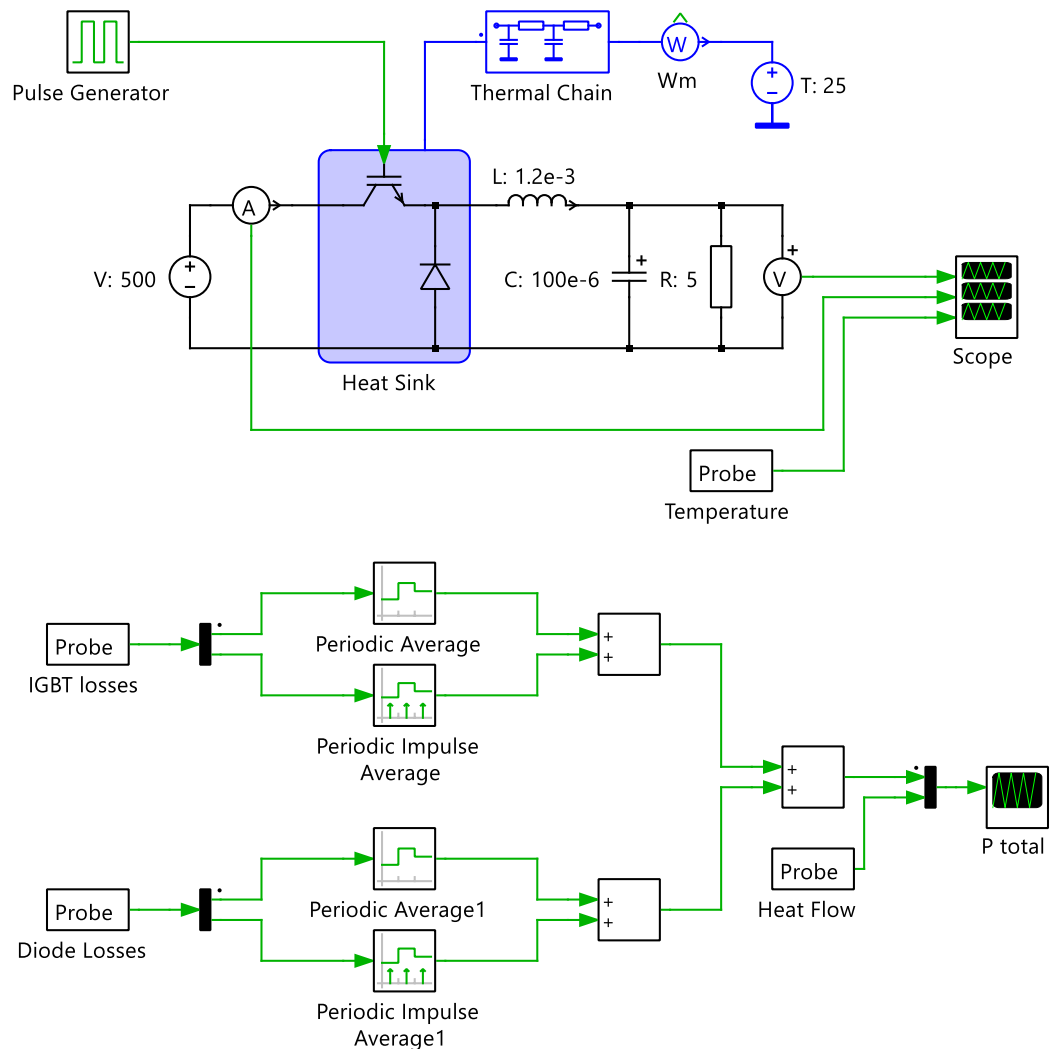 Pulse Generator
Thermal Chain
W
Wm
T: 25
A
L: 1.2e-3
V: 500
C: 100e-6
R: 5
V
Scope
Heat Sink
Probe
Temperature
Probe
IGBT losses
Periodic Average
Periodic Impulse
Average
Probe
Heat Flow
P total
Probe
Diode Losses
Periodic Average1
Periodic Impulse
Average1